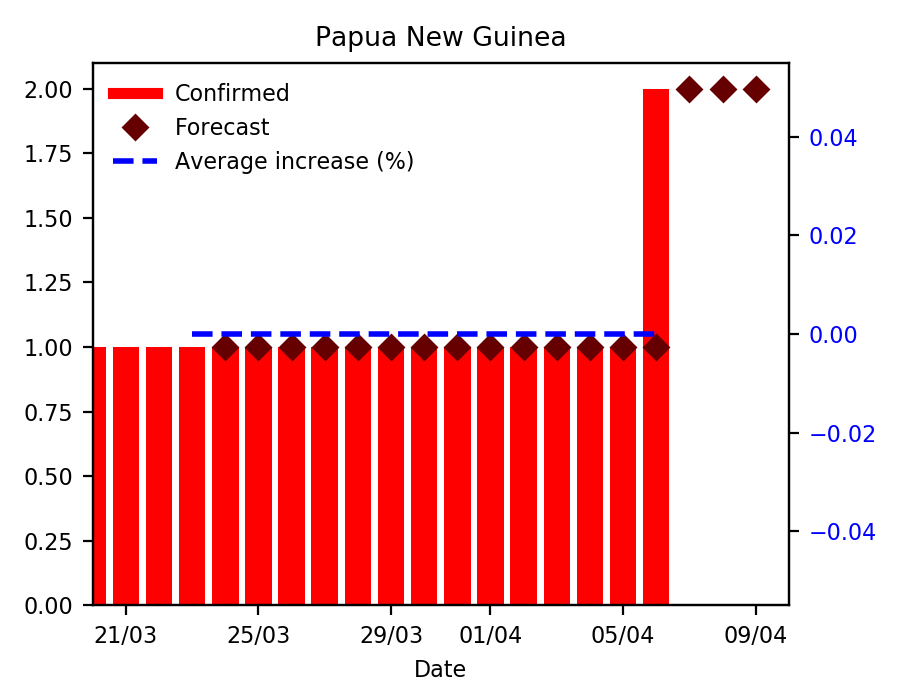 Papua New Guinea
Confirmed
Forecast
Average increase (%)
2.00
1.75
1.50
1.25
1.00
0.75
0.50
0.25
0.00
0.04
0.02
0.00
−0.02
−0.04
21/03 25/03 29/03 01/04 05/04 09/04
Date